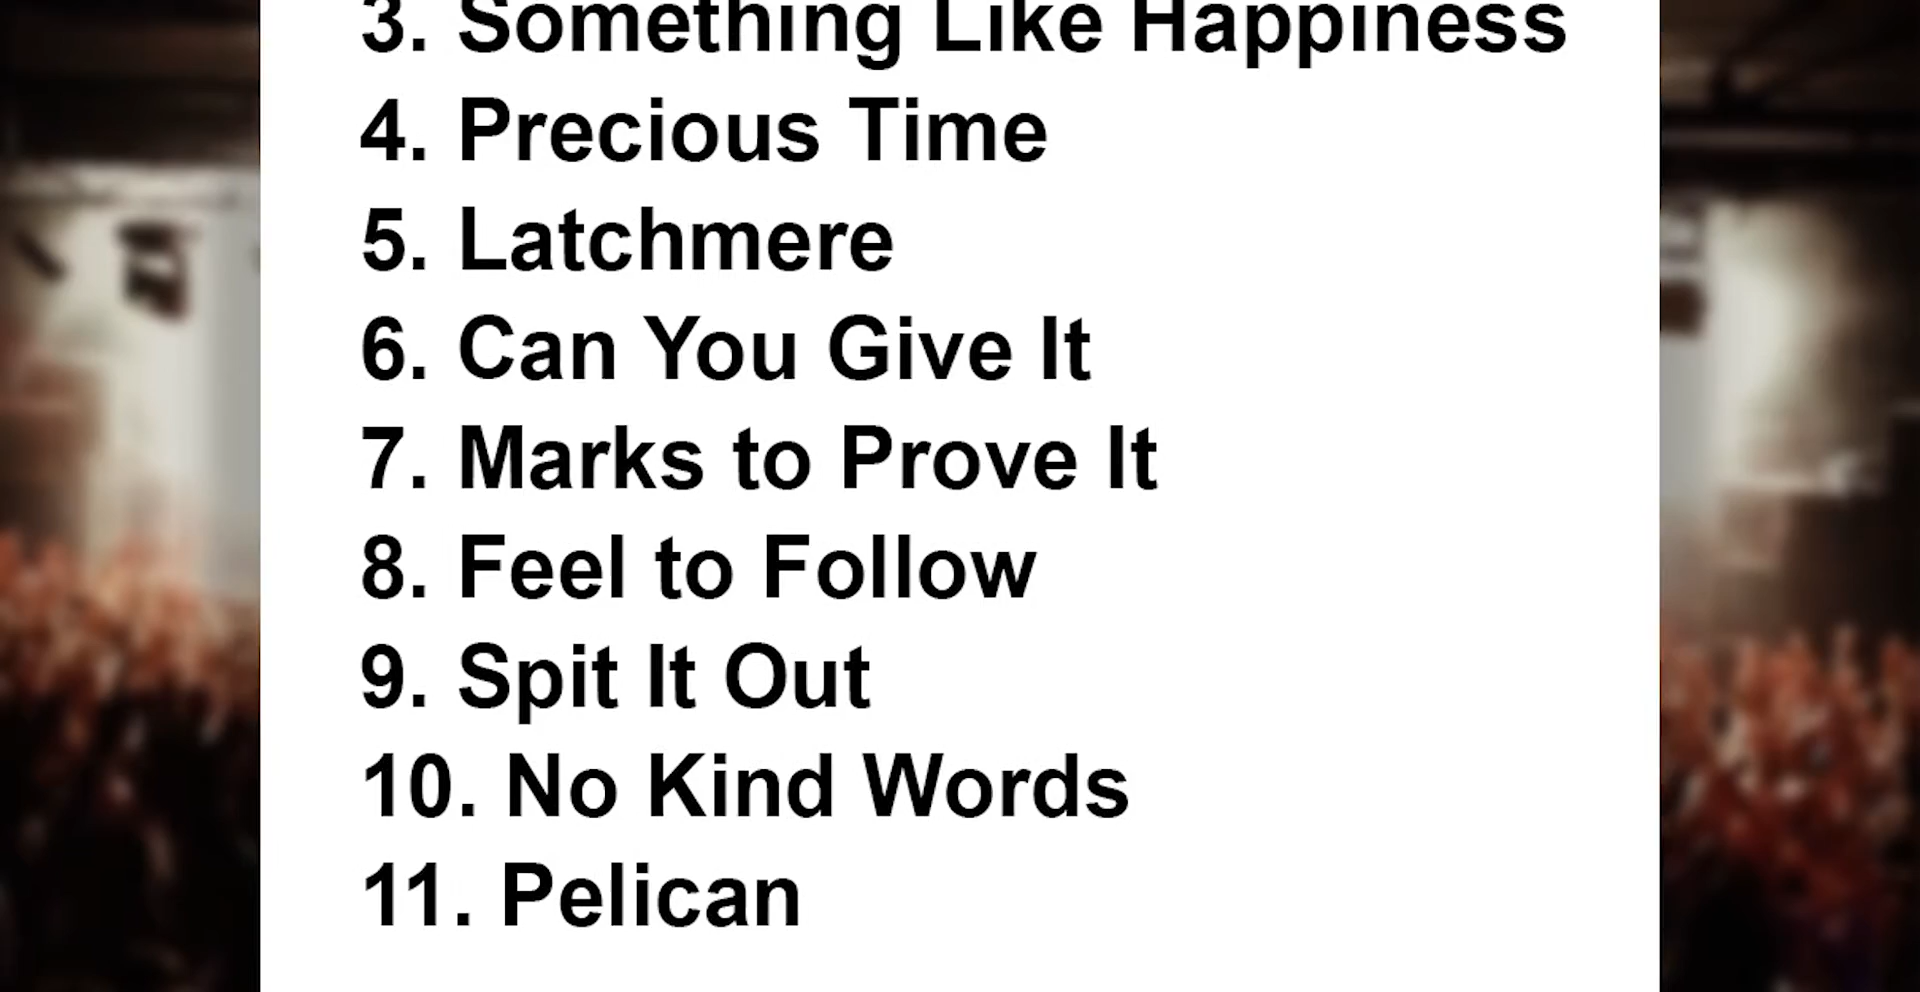 3. Something Like Happiness
4. Precious Time
5. Latchmere
6. Can You Give It
7. Marks to Prove It
8. Feel to Follow
9. Spit It Out
10. No Kind Words
11. Pelican